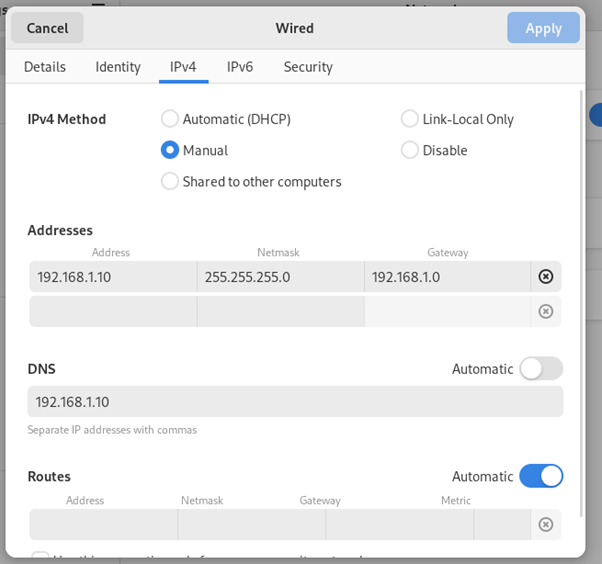 Cancel Wired Apply
Details Identity IPv4 IPv6 Security
IPv4 Method Automatic (DHCP) Link-Local Only
Manual Disable
Shared to other computers
Addresses
Address Netmask Gateway
192.168.1.10 255.255.255.0 192.168.1.0
DNS Automatic
192.168.1.10
Separate IP addresses with commas
Routes Automatic
Address Netmask Gateway Metric